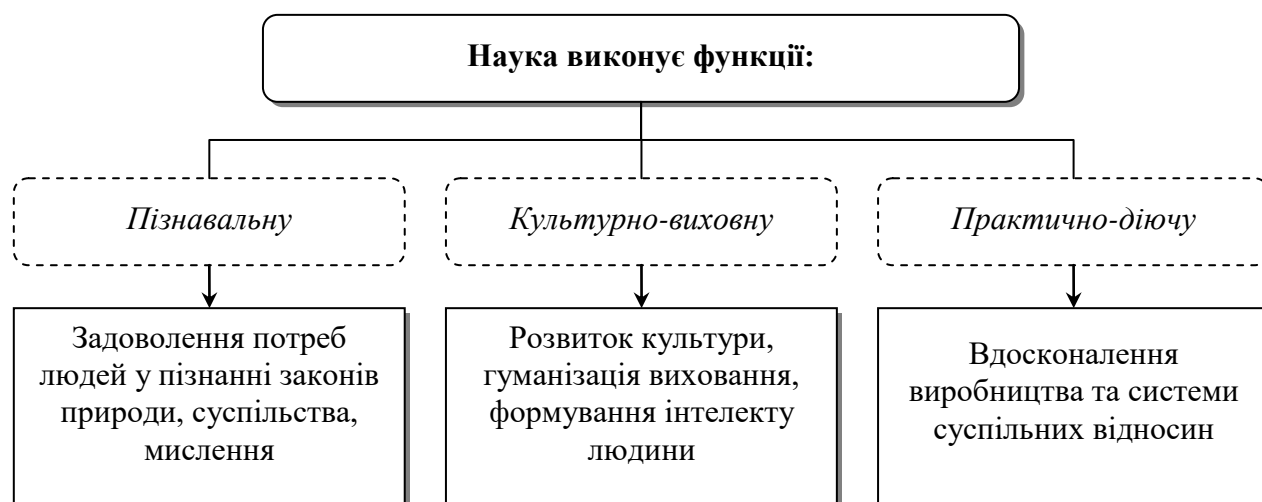 Наука виконує функції:
Пізнавальну
Культурно-виховну
Практично-діючу
Задоволення потреб
людей у пізнанні законів
природи, суспільства,
мислення
Розвиток культури,
гуманізація виховання,
формування інтелекту
людини
Вдосконалення
виробництва та системи
суспільних відносин